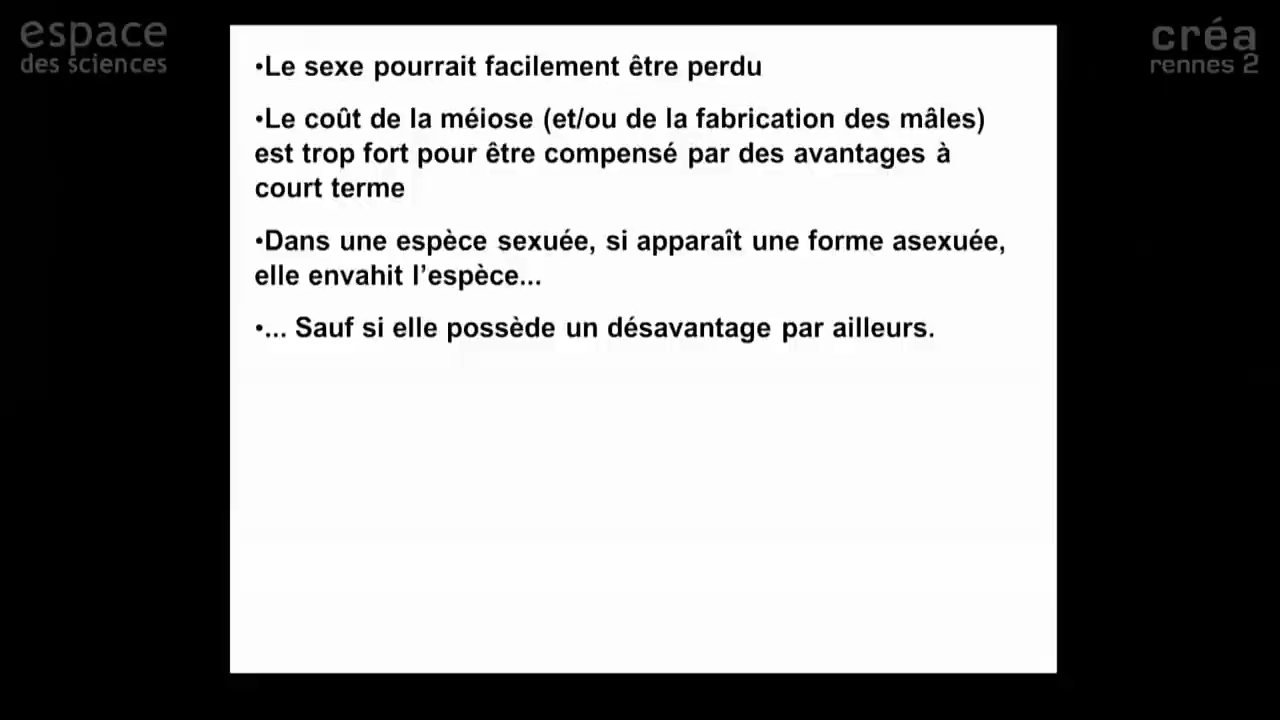 espace
des sciences
créa
rennes 2
•Le sexe pourrait facilement être perdu
•Le coût de la méiose (et/ou de la fabrication des mâles)
est trop fort pour être compensé par des avantages à
court terme
•Dans une espèce sexuée, si apparaît une forme asexuée,
elle envahit l’espèce...
•... Sauf si elle possède un désavantage par ailleurs.